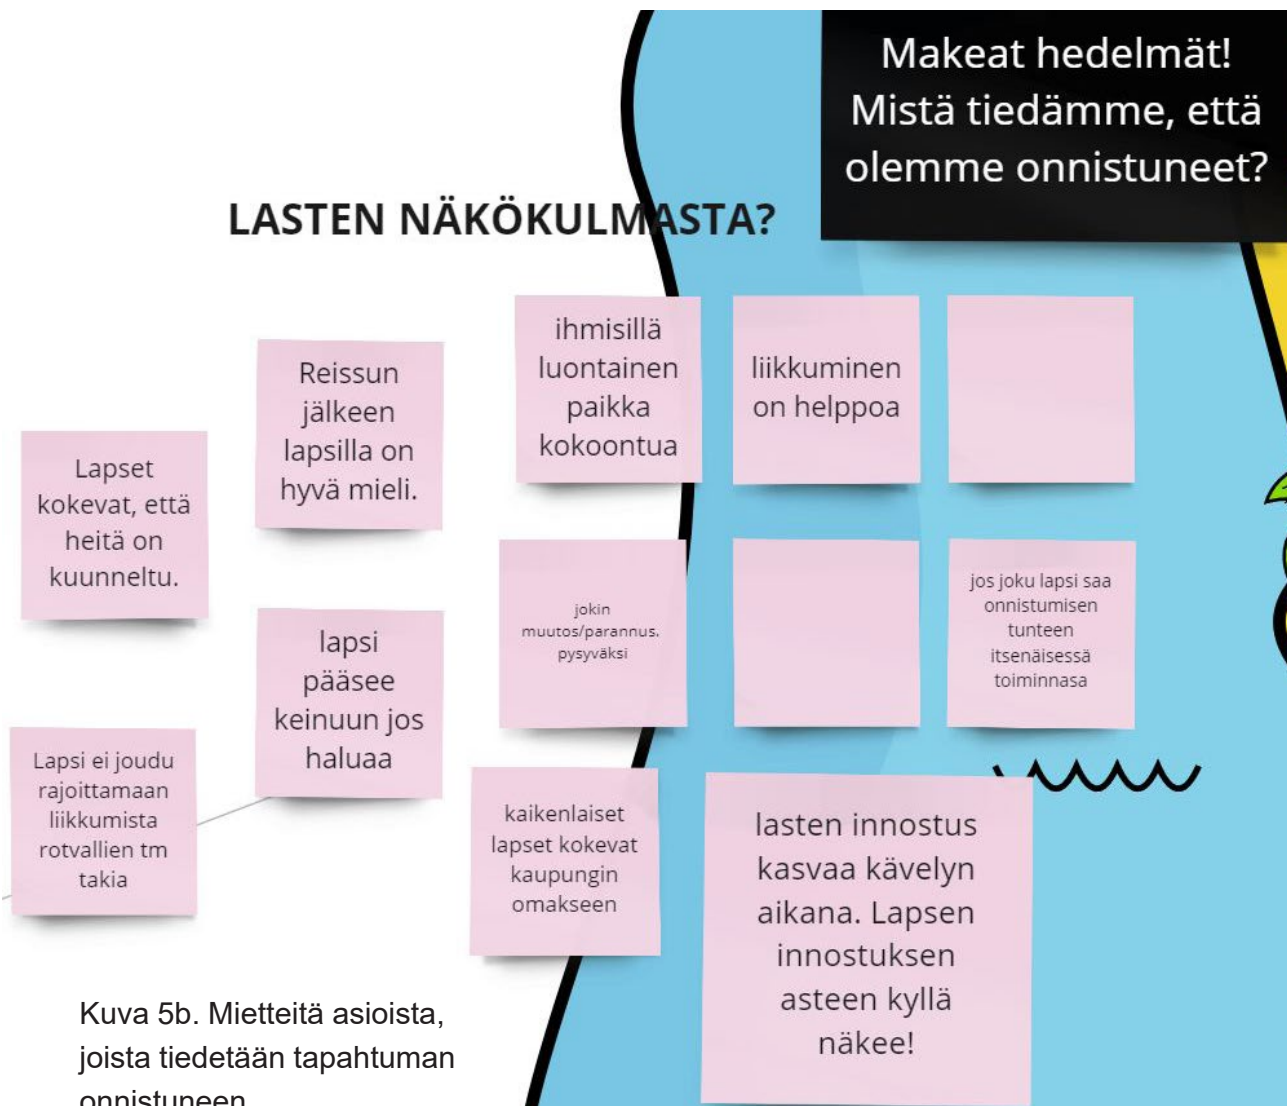 Makeat hedelmät!
Mistä tiedämme, että
olemme onnistuneet?
LASTEN NÄKÖKULMASTA?
Lapset
kokevat, että
heitä on
kuunneltu.
Reissun
jälkeen
lapsilla on
hyvä mieli.
ihmisillä
luontainen
paikka
kokoontua
liikkuminen
on helppoa
lapsi
pääsee
keinuun jos
haluaa
jokin
muutos/parannus.
pysyväksi
jos joku lapsi saa
onnistumisen
tunteen
itsenäisessä
toiminnasa
Lapsi ei joudu
rajoittamaan
liikkumista
rotvallien tm
takia
kaikenlaiset
lapset kokevat
kaupungin
omakseen
lasten innostus
kasvaa kävelyn
aikana. Lapsen
innostuksen
asteen kyllä
näkee!
Kuva 5b. Mietteitä asioista,
joista tiedetään tapahtuman
onnistuneen